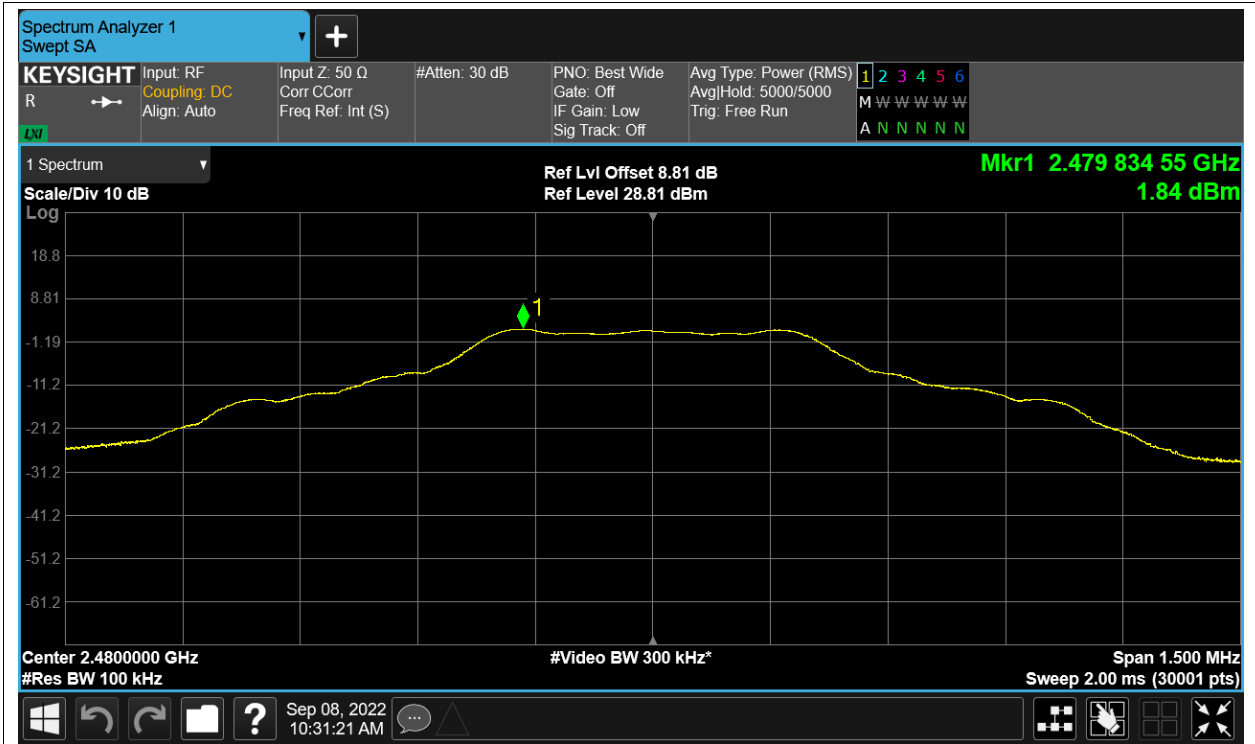 Spectrum Analyzer 1
Swept SA
KEYSIGHT
R
LXI
Input: RF
Coupling: DC
Align: Auto
Input Z: 50 Ω
Corr CCorr
Freq Ref: Int (S)
#Atten: 30 dB
PNO: Best Wide
Gate: Off
IF Gain: Low
Sig Track: Off
Avg Type: Power (RMS)
Avg|Hold: 5000/5000
Trig: Free Run
1 2 3 4 5 6
M W W W W W
A N N N N N
1 Spectrum
Scale/Div 10 dB
Ref Lvl Offset 8.81 dB
Ref Level 28.81 dBm
Mkr1 2.479 834 55 GHz
1.84 dBm
Log
18.8
8.81
1
-1.19
-11.2
-21.2
-31.2
-41.2
-51.2
-61.2
Center 2.4800000 GHz
#Video BW 300 kHz*
Span 1.500 MHz
#Res BW 100 kHz
Sweep 2.00 ms (30001 pts)
?
Sep 08, 2022
10:31:21 AM